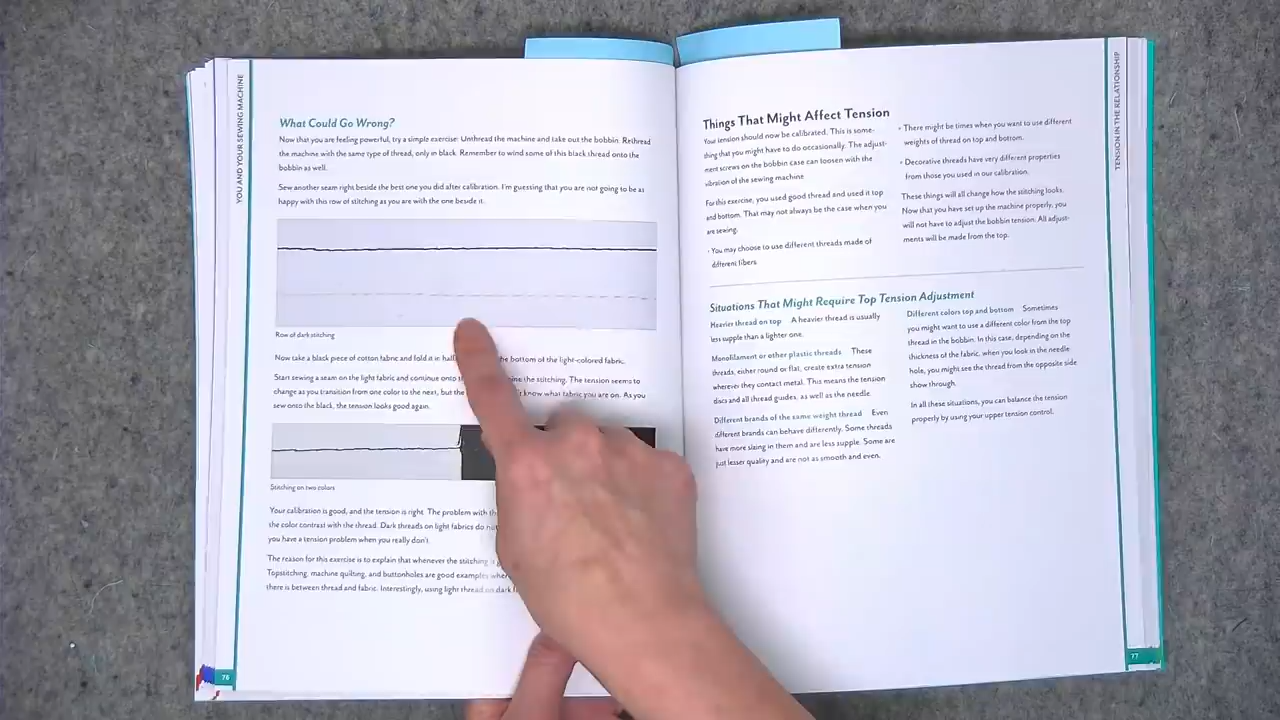 YOU AND YOUR SEWING MACHINE
What Could Go Wrong?
Now that you are feeling powerful, try a simple exercise: Unthread the machine and take out the bobbin. Rethread
the machine with the same type of thread, only in black. Remember to wind some of this black thread onto the
bobbin as well.
Sew another seam right beside the best one you did after calibration. I'm guessing that you are not going to be as
happy with this row of stitching as you are with the one beside it.
Row of dark stitching
Now take a black piece of cotton fabric and fold it in half the bottom of the light-colored fabric.
Start sewing a seam on the light fabric and continue onto the stitching. The tension seems to
change as you transition from one color to the next, but the know what fabric you are on. As you
sew onto the black, the tension looks good again.
Stitching on two colors
Your calibration is good, and the tension is right. The problem with
the color contrast with the thread. Dark threads on light fabrics do
you have a tension problem when you really don't.
The reason for this exercise is to explain that whenever the stitching
Topstitching, machine quilting, and buttonholes are good examples
there is between thread and fabric. Interestingly, using light thread on dark
76
Things That Might Affect Tension
Your tension should now be calibrated. This is some-
thing that you might have to do occasionally. The adjust-
ment screws on the bobbin case can loosen with the
vibration of the sewing machine.
For this exercise, you used good thread and used it top
and bottom. That may not always be the case when you
are sewing.
• You may choose to use different threads made of
different fibers.
• There might be times when you want to use different
weights of thread on top and bottom.
• Decorative threads have very different properties
from those you used in our calibration.
These things will all change how the stitching looks.
Now that you have set up the machine properly, you
will not have to adjust the bobbin tension. All adjust-
ments will be made from the top.
Situations That Might Require Top Tension Adjustment
Heavier thread on top A heavier thread is usually
less supple than a lighter one.
Monofilament or other plastic threads These
threads, either round or flat, create extra tension
wherever they contact metal. This means the tension
discs and all thread guides, as well as the needle.
Different brands of the same weight thread Even
different brands can behave differently. Some threads
have more sizing in them and are less supple. Some are
just lesser quality and are not as smooth and even.
Different colors top and bottom Sometimes
you might want to use a different color from the top
thread in the bobbin. In this case, depending on the
thickness of the fabric, when you look in the needle
hole, you might see the thread from the opposite side
show through.
In all these situations, you can balance the tension
properly by using your upper tension control.
TENSION IN THE RELATIONSHIP
77